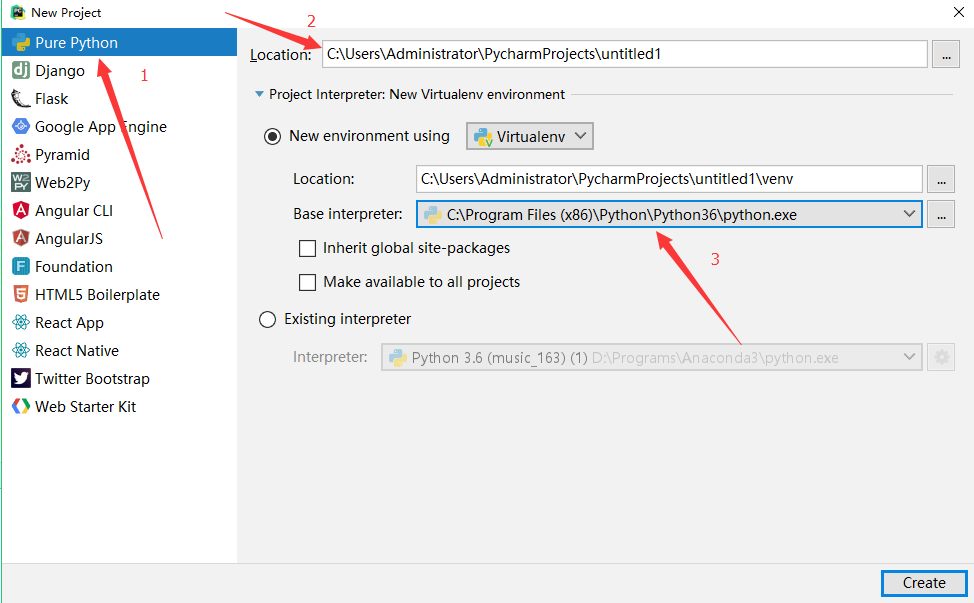 New Project
Pure Python
Django
Flask
Google App Engine
Pyramid
Web2Py
Angular CLI
AngularJS
Foundation
HTML5 Boilerplate
React App
React Native
Twitter Bootstrap
Web Starter Kit
1
2
Location: C:\Users\Administrator\PycharmProjects\untitled1 ...
Project Interpreter: New Virtualenv environment
New environment using Virtualenv
Location: C:\Users\Administrator\PycharmProjects\untitled1\venv ...
Base interpreter: C:\Program Files (x86)\Python\Python36\python.exe ...
Inherit global site-packages
3
Make available to all projects
Existing interpreter
Interpreter: Python 3.6 (music_163) (1) D:\Programs\Anaconda3\python.exe
Create